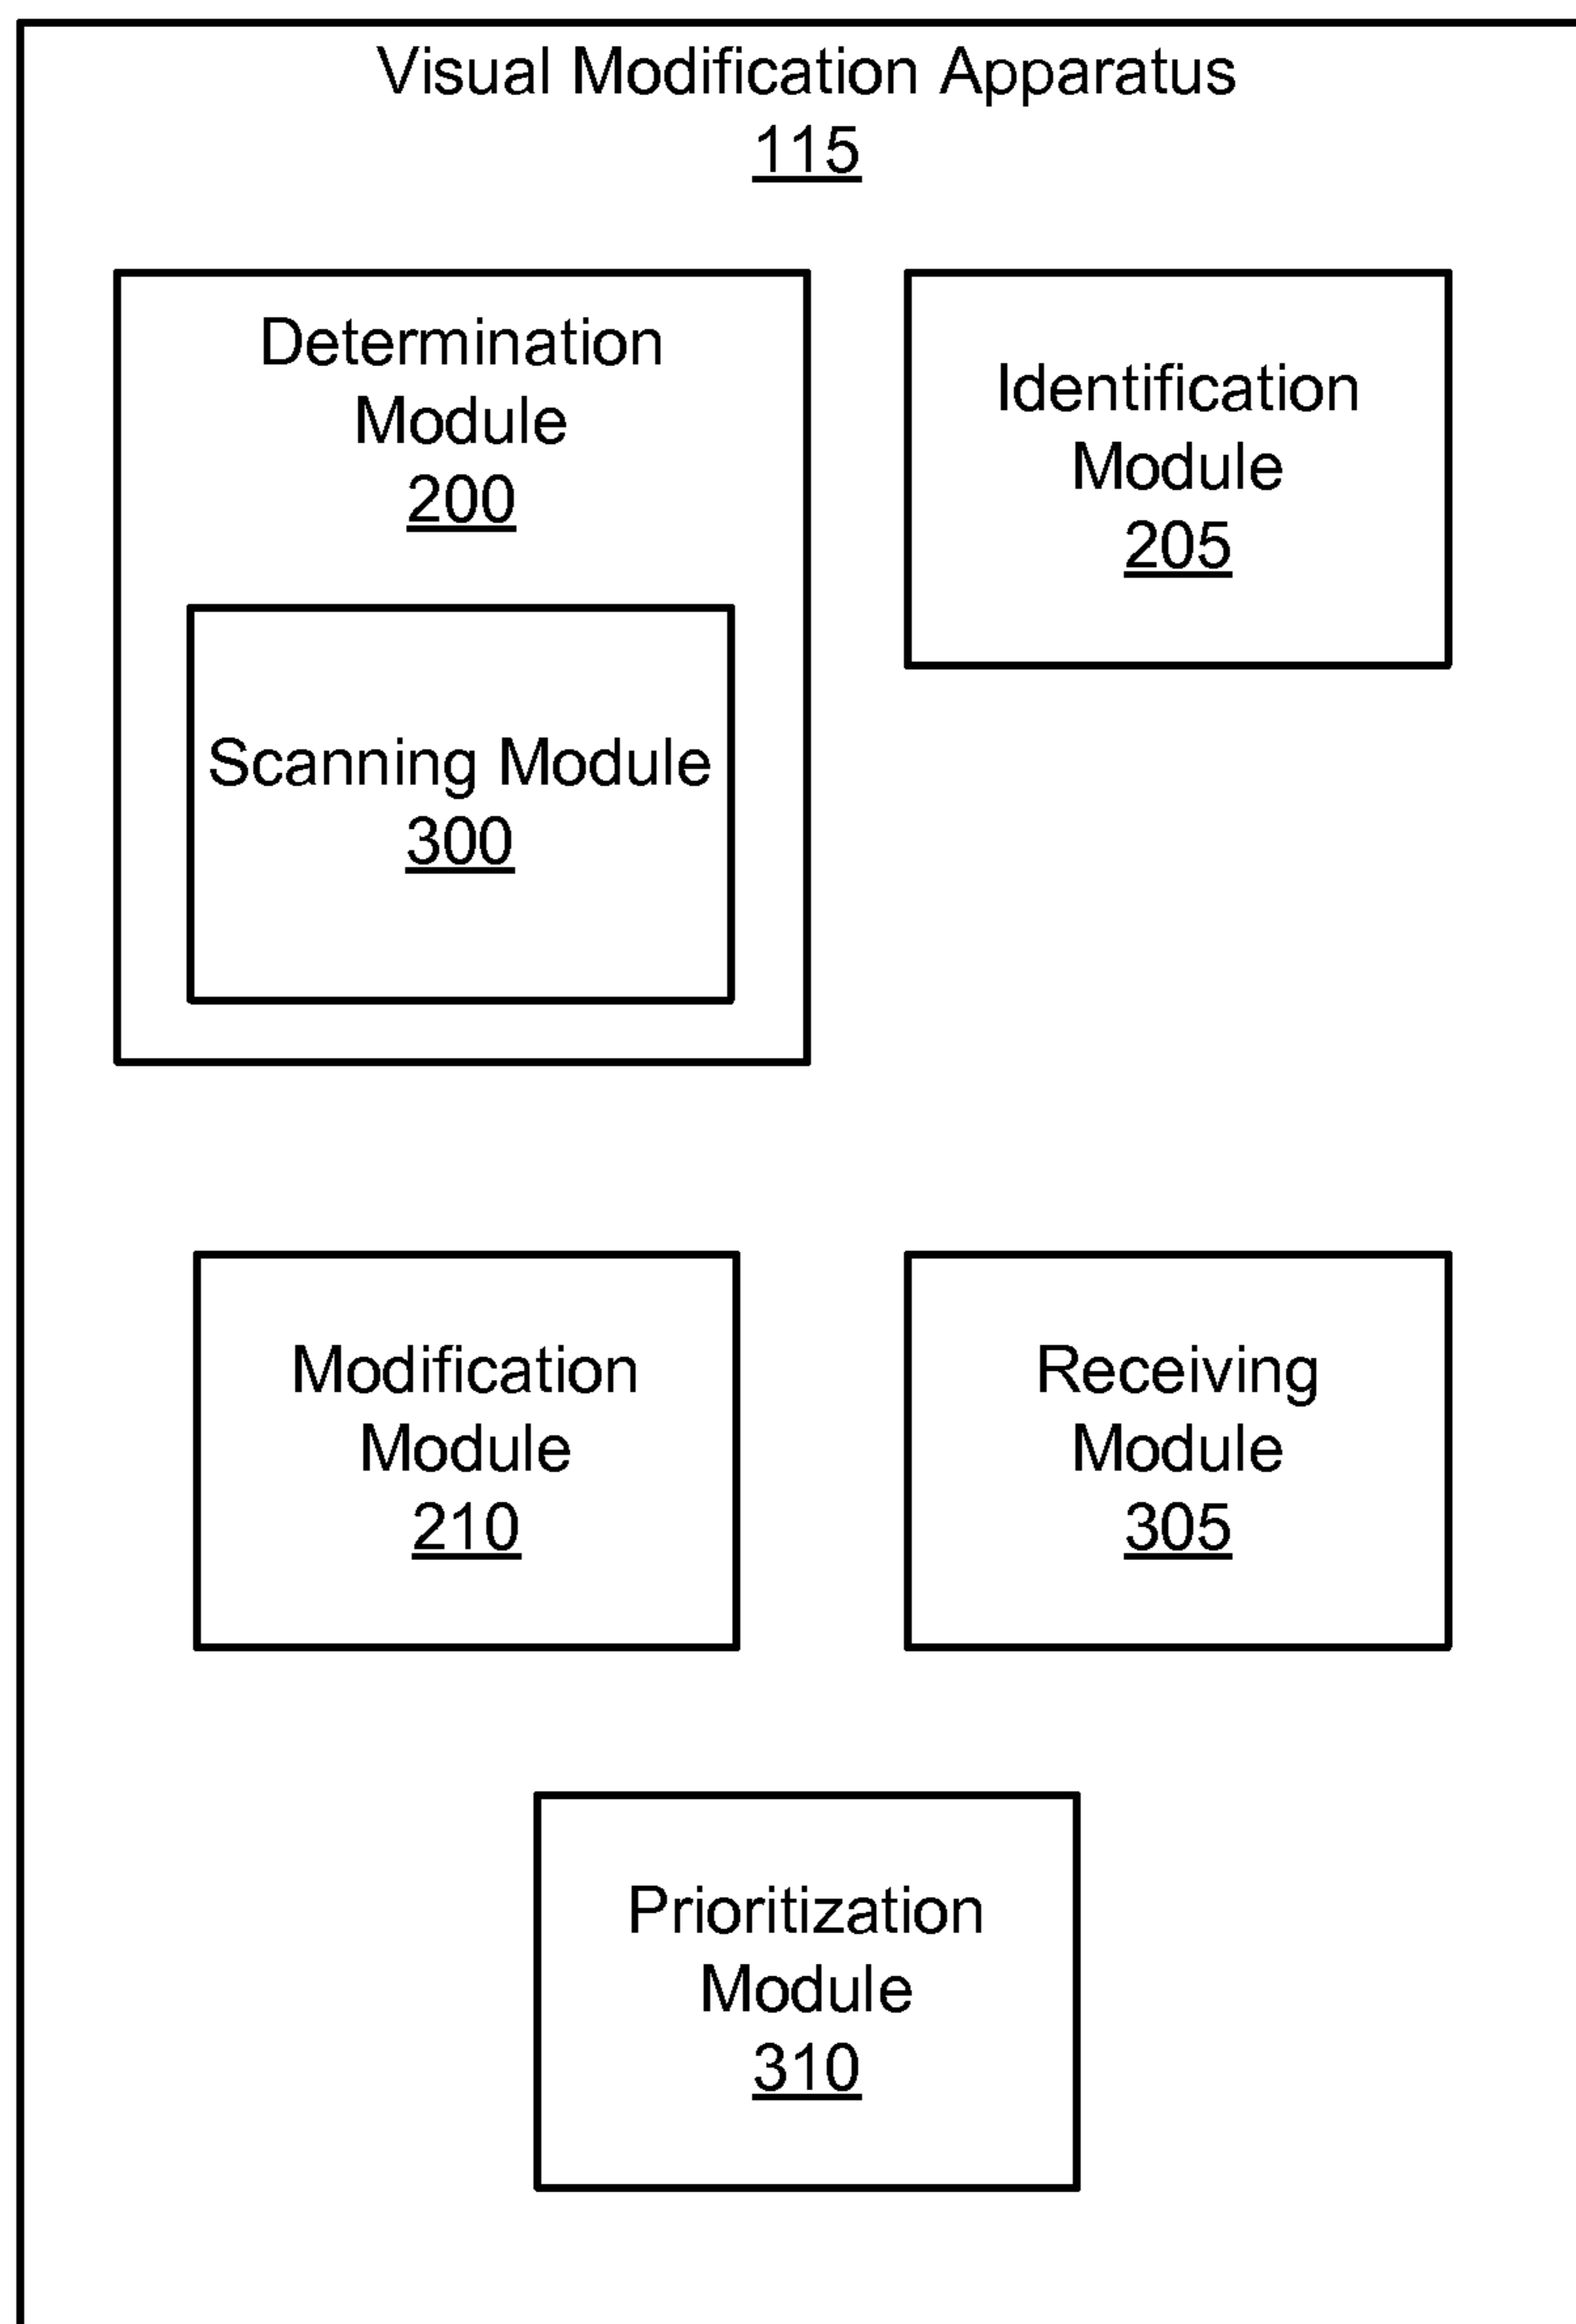 Visual Modification Apparatus
115
Determination
Module
200
Identification
Module
205
Scanning Module
300
Modification
Module
210
Receiving
Module
305
Prioritization
Module
310